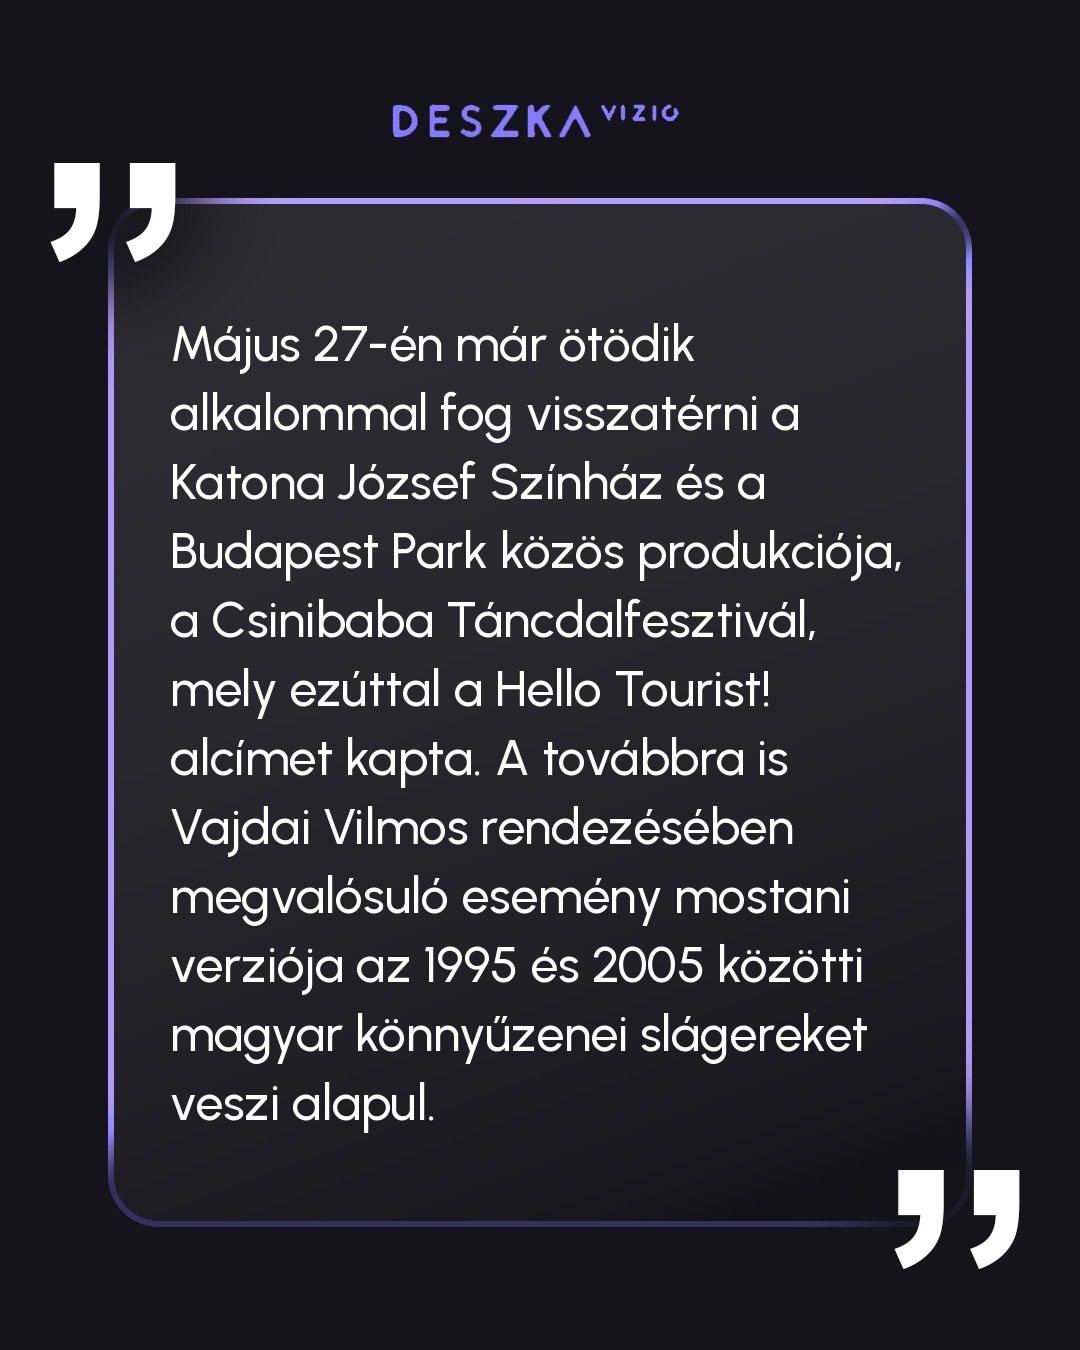 DESZKA VIZIO
”
Május 27-én már ötödik
alkalommal fog visszatérni a
Katona József Színház és a
Budapest Park közös produkciója,
a Csinibaba Táncdalfesztivál,
mely ezúttal a Hello Tourist!
alcímet kapta. A továbbra is
Vajdai Vilmos rendezésében
megvalósuló esemény mostani
verziója az 1995 és 2005 közötti
magyar könnyűzenei slágereket
veszi alapul.
”